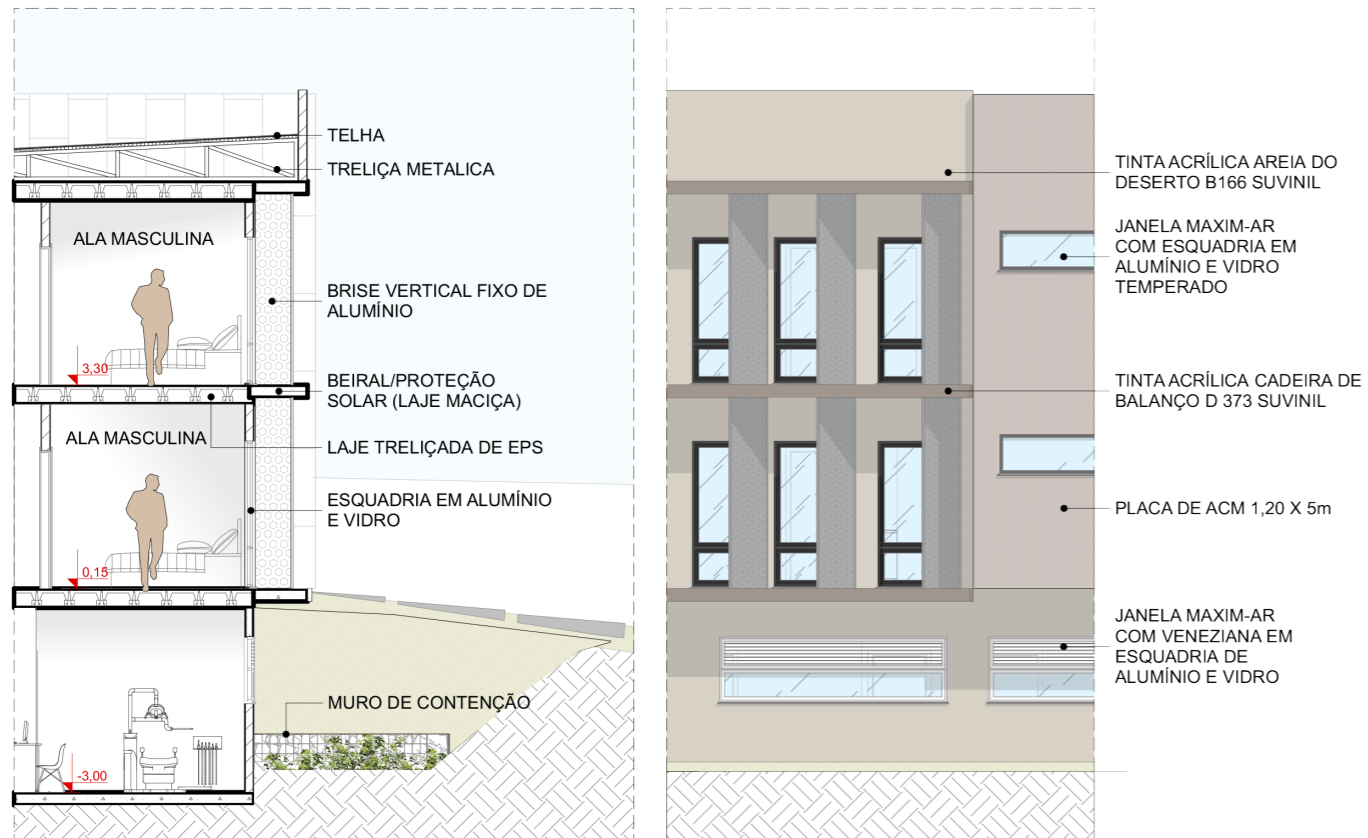 TELHA
TRELIÇA METALICA
ALA MASCULINA
BRISE VERTICAL FIXO DE
ALUMÍNIO
3,30
BEIRAL/PROTEÇÃO
SOLAR (LAJE MACIÇA)
ALA MASCULINA
LAJE TRELIÇADA DE EPS
ESQUADRIA EM ALUMÍNIO
E VIDRO
0,15
MURO DE CONTENÇÃO
-3,00
TINTA ACRÍLICA AREIA DO
DESERTO B166 SUVINIL
JANELA MAXIM-AR
COM ESQUADRIA EM
ALUMÍNIO E VIDRO
TEMPERADO
TINTA ACRÍLICA CADEIRA DE
BALANÇO D 373 SUVINIL
PLACA DE ACM 1,20 X 5m
JANELA MAXIM-AR
COM VENEZIANA EM
ESQUADRIA DE
ALUMÍNIO E VIDRO